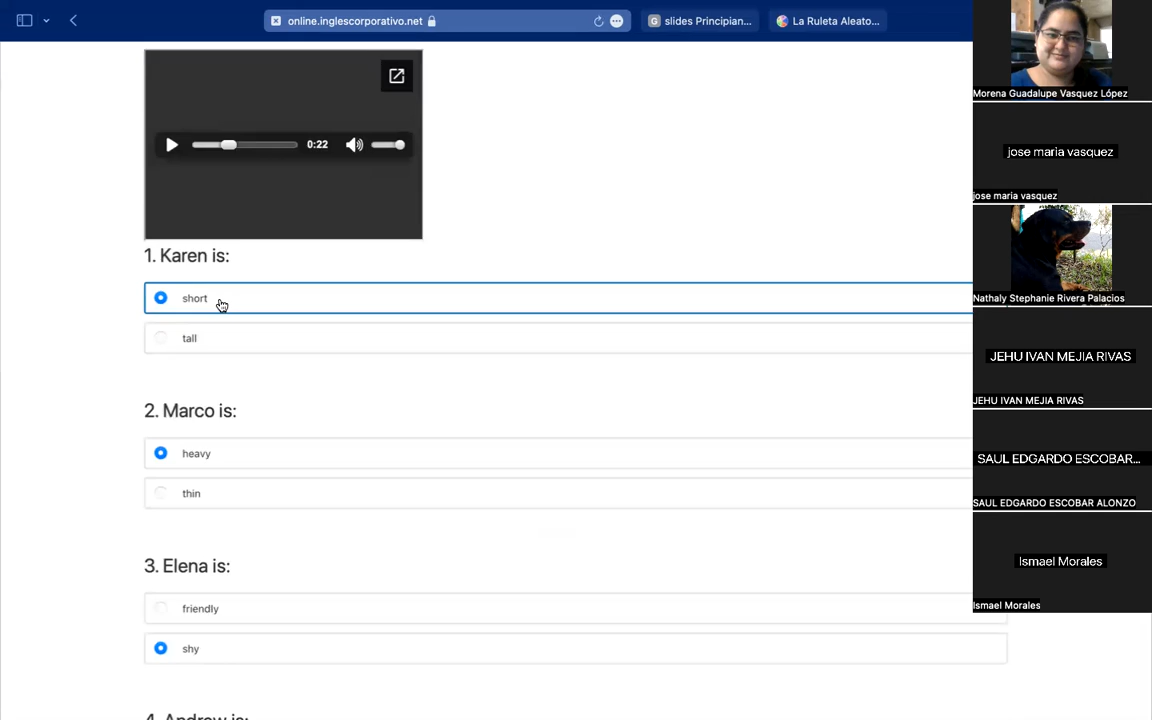 online.inglescorporativo.net
slides Principian...
La Ruleta Aleato...
0:22
1. Karen is:
short
tall
2. Marco is:
heavy
thin
3. Elena is:
friendly
shy
4. Andrew is:
Morena Guadalupe Vasquez López
jose maria vasquez
jose maria vasquez
Nathaly Stephanie Rivera Palacios
JEHU IVAN MEJIA RIVAS
JEHU IVAN MEJIA RIVAS
SAUL EDGARDO ESCOBAR...
SAUL EDGARDO ESCOBAR ALONZO
Ismael Morales
Ismael Morales